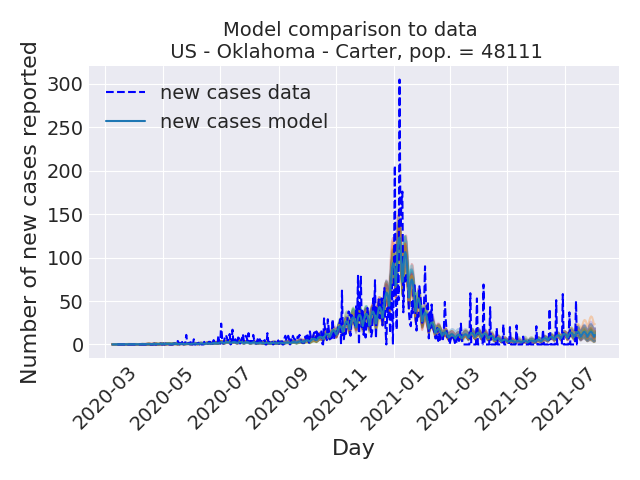 Model comparison to data
US - Oklahoma - Carter, pop. = 48111
Number of new cases reported
300
250
200
150
100
50
0
new cases data
new cases model
2020-03
2020-05
2020-07
2020-09
2020-11
2021-01
2021-03
2021-05
2021-07
Day